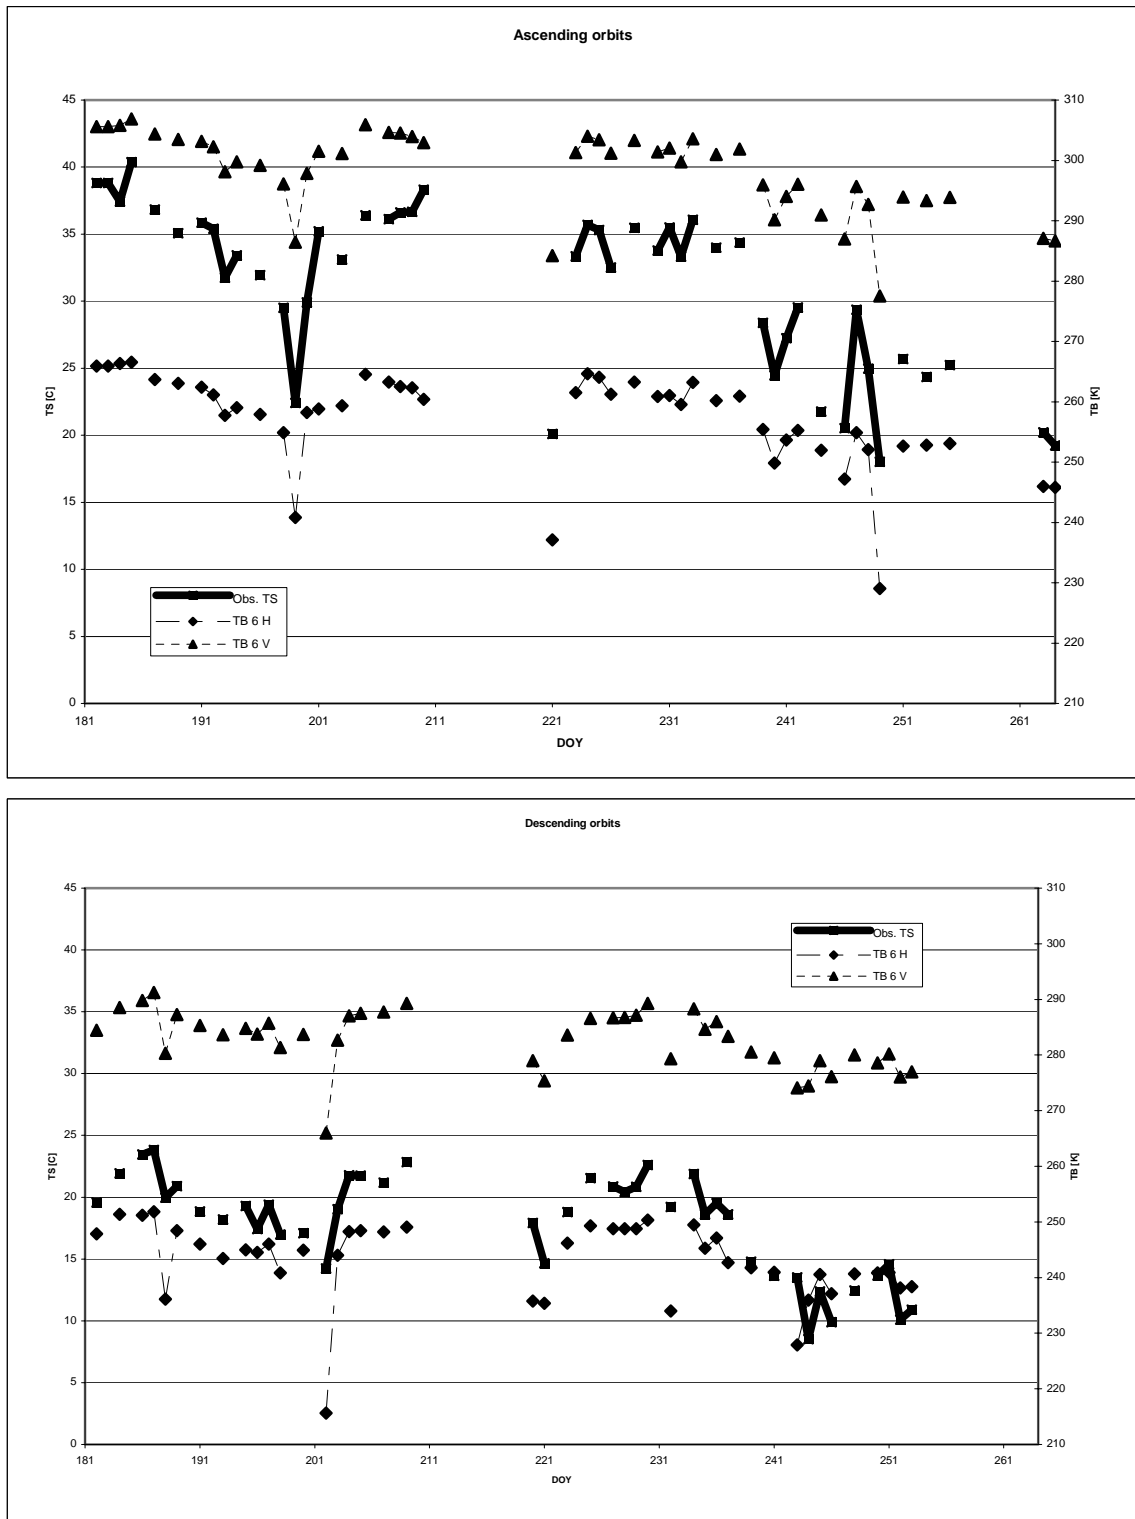 Ascending orbits
45
40
35
30
25
20
15
10
5
0
TS [C]
310
300
290
280
270
260
250
240
230
220
210
TB [K]
Obs. TS
TB 6 H
TB 6 V
181 191 201 211 221 231 241 251 261
DOY
Descending orbits
45
40
35
30
25
20
15
10
5
0
TS [C]
310
300
290
280
270
260
250
240
230
220
210
TB [K]
Obs. TS
TB 6 H
TB 6 V
181 191 201 211 221 231 241 251 261
DOY